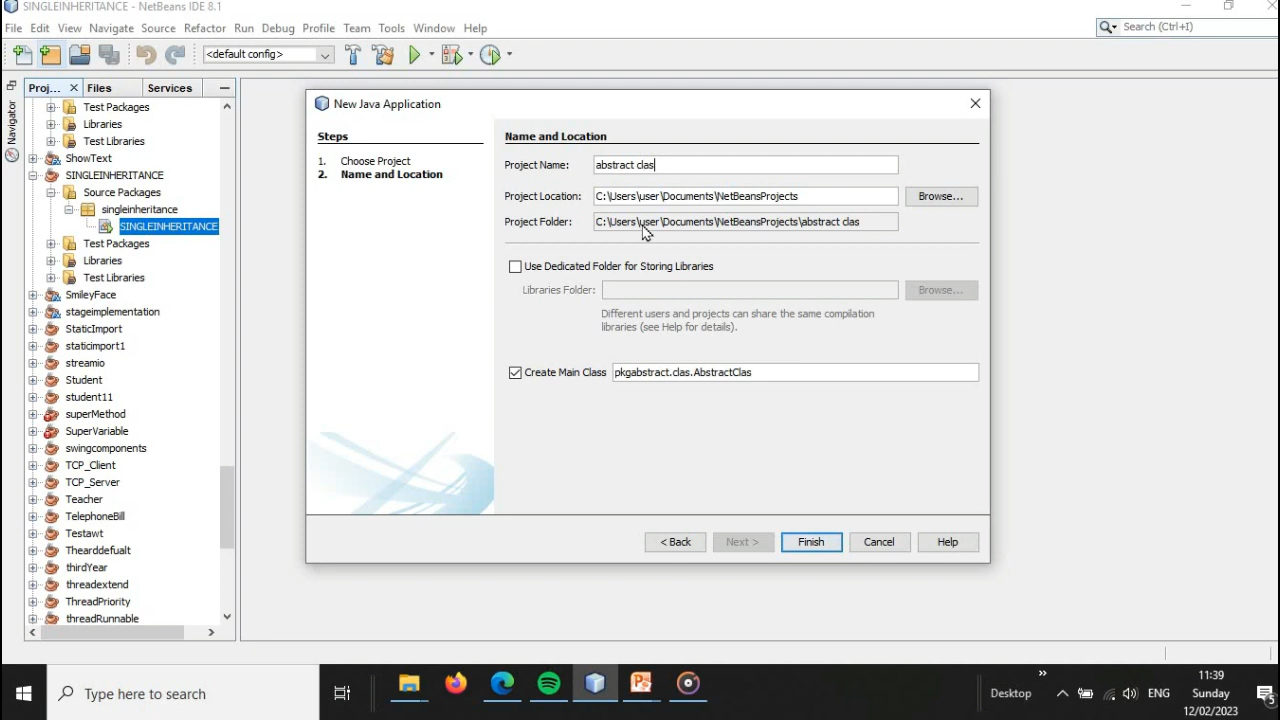 SINGLEINHERITANCE - NetBeans IDE 8.1
File Edit View Navigate Source Refactor Run Debug Profile Team Tools Window Help
Search (Ctrl+I)
<default config>
Proj... Files Services
Navigator
Test Packages
Libraries
Test Libraries
ShowText
SINGLEINHERITANCE
Source Packages
singleinheritance
SINGLEINHERITANCE
Test Packages
Libraries
Test Libraries
SmileyFace
stageimplementation
StaticImport
staticimport1
streamio
Student
student11
superMethod
SuperVariable
swingcomponents
TCP_Client
TCP_Server
Teacher
TelephoneBill
Testawt
Thearddefualt
thirdYear
threadextend
ThreadPriority
threadRunnable
New Java Application
Steps
1. Choose Project
2. Name and Location
Name and Location
Project Name: abstract clas
Project Location: C:\Users\user\Documents\NetBeansProjects Browse...
Project Folder: C:\Users\user\Documents\NetBeansProjects\abstract clas
Use Dedicated Folder for Storing Libraries
Libraries Folder: Browse...
Different users and projects can share the same compilation
libraries (see Help for details).
Create Main Class pkgabstract.clas.AbstractClas
< Back Next > Finish Cancel Help
Type here to search
Desktop
ENG
11:39
Sunday
12/02/2023
5